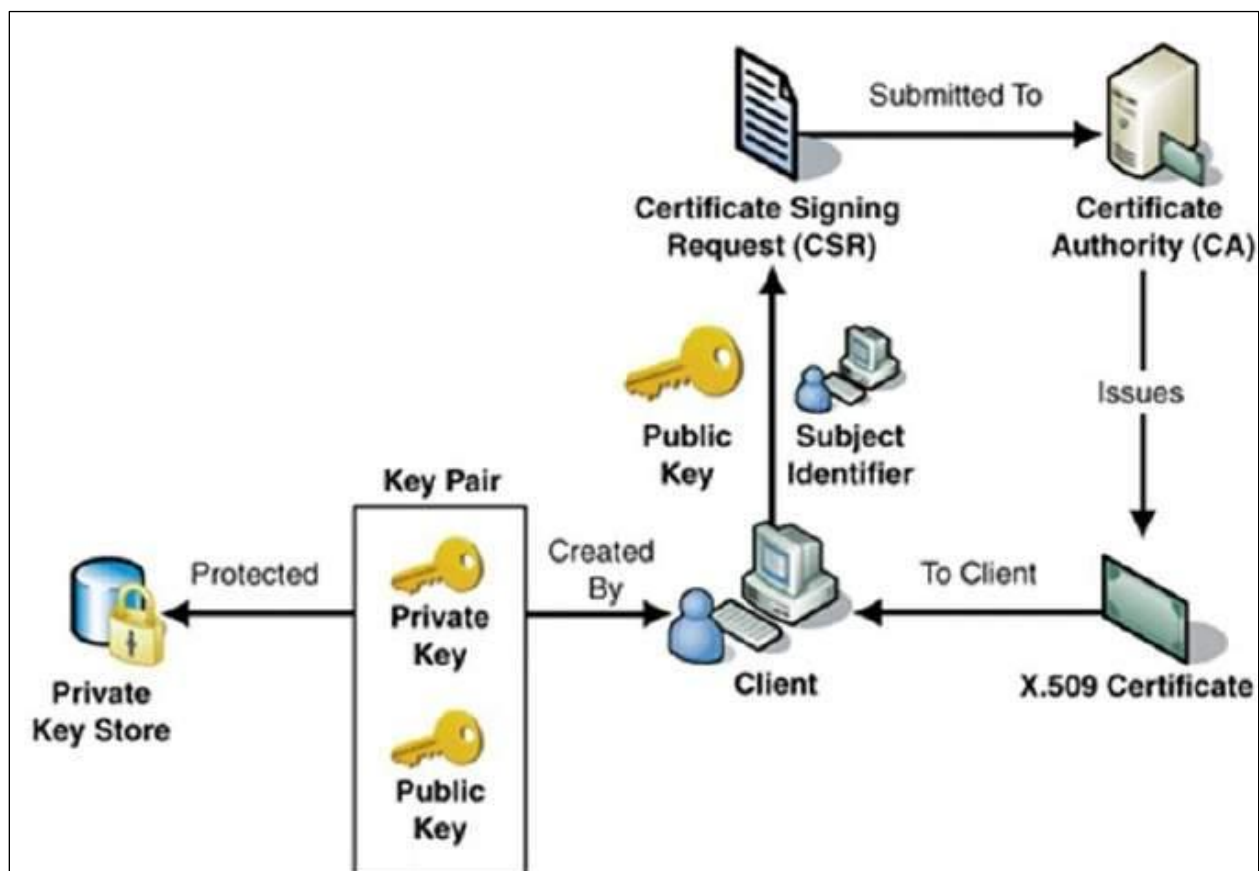 Submitted To
Certificate Signing
Request (CSR)
Certificate
Authority (CA)
Public
Key
Subject
Identifier
Issues
Key Pair
Protected
Private
Key
Created
By
To Client
Private
Key Store
Client
X.509 Certificate
Public
Key